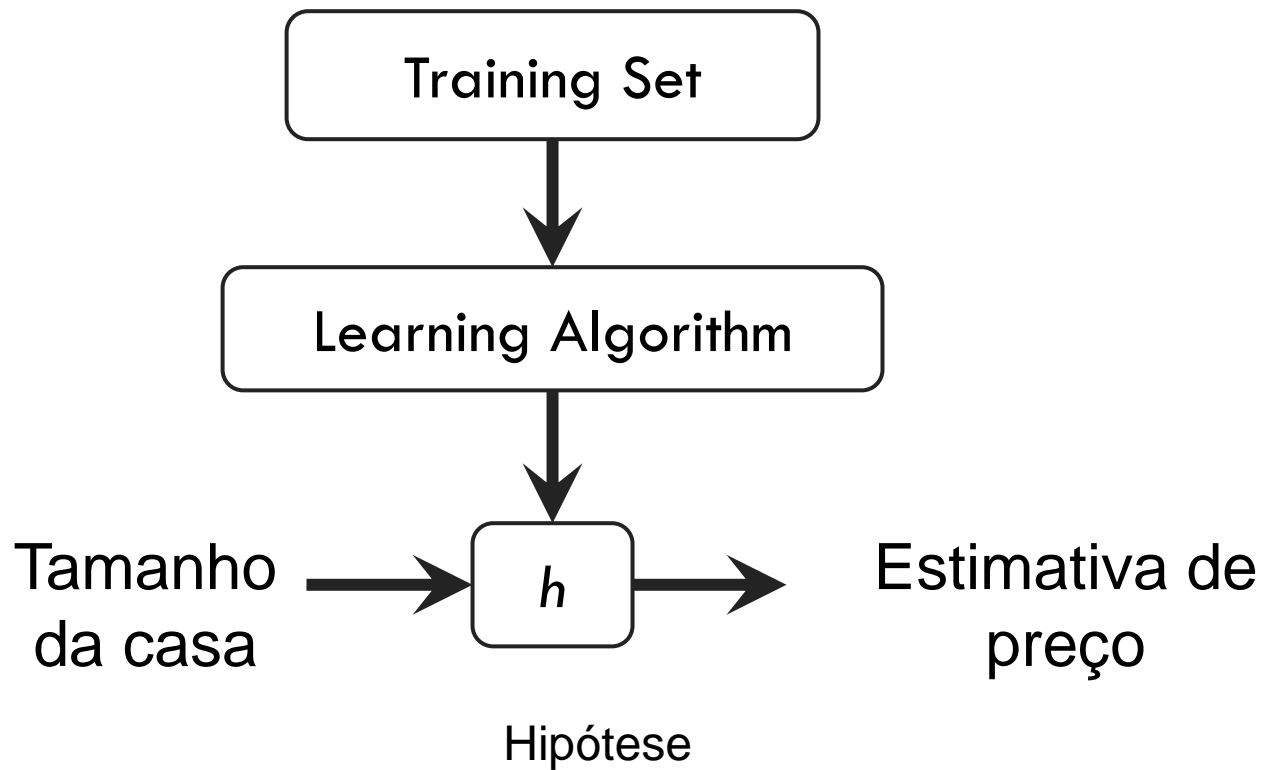 Training Set
Learning Algorithm
Tamanho
da casa
h
Estimativa de
preço
Hipótese